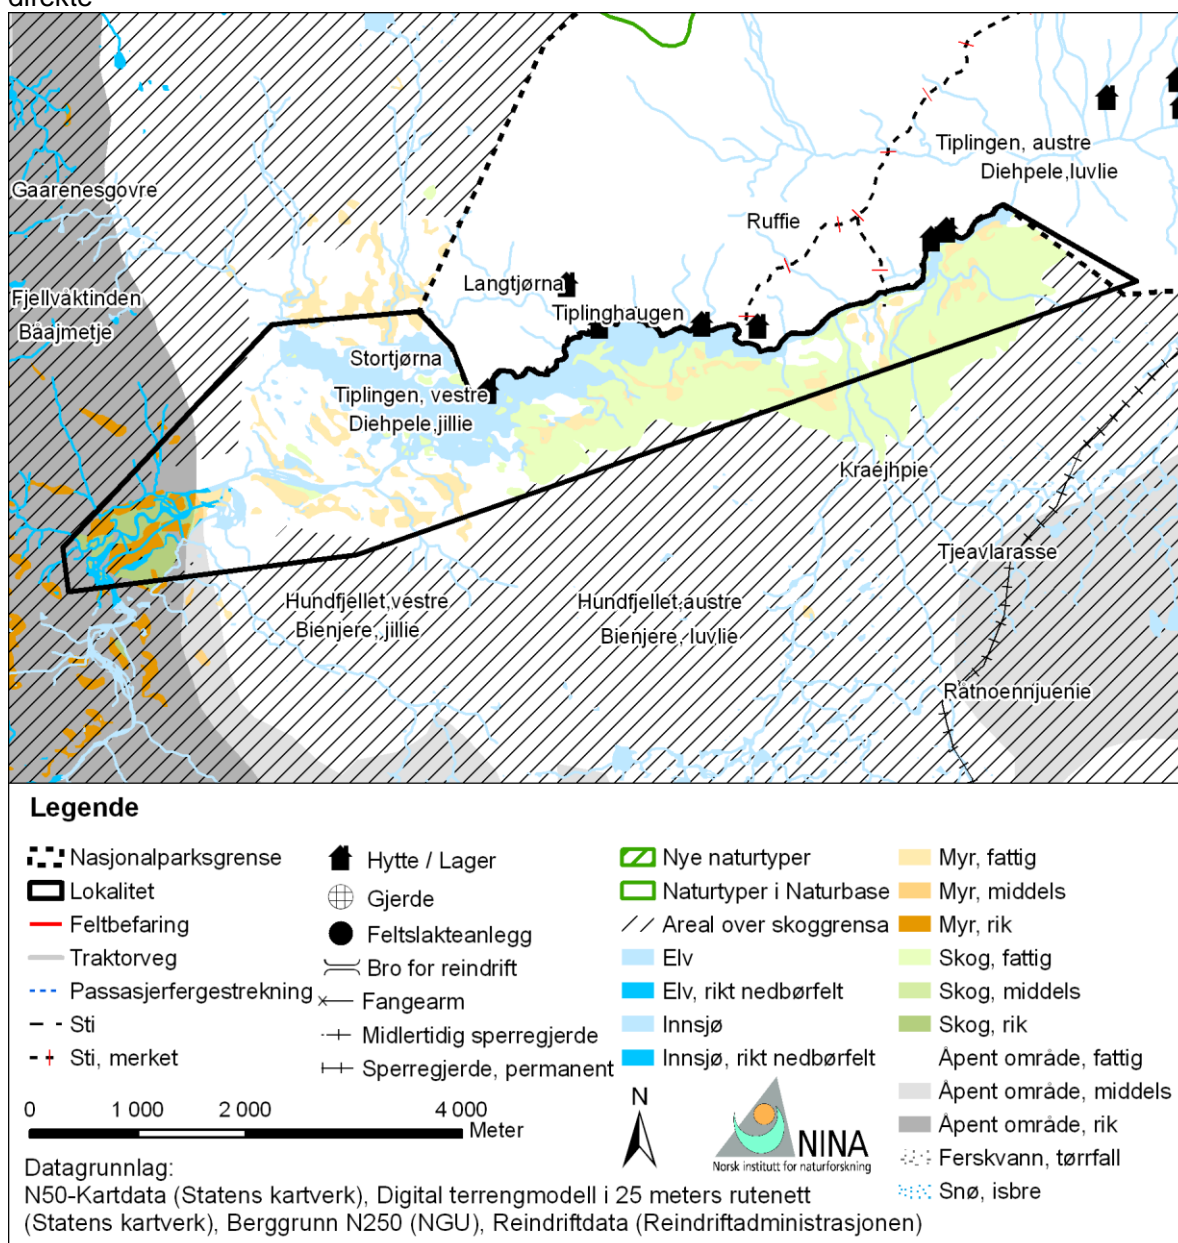 direkte
Tiplingen, austre
Diehpele,luvlie
Gaarenesgovre
Ruffie
Langtjørna
Fjellvåktinden
Båajmetje
Tiplinghaugen
Stortjørna
Tiplingen, vestre
Diehpele,jillie
Kraejhpie
Tjeavlarasse
Hundfjellet,vestre
Bienjere, jillie
Hundfjellet,austre
Bienjere, luvlie
Råtnoennjuenie
Legende
Nasjonalparksgrense
Lokalitet
Feltbefaring
Traktorveg
Passasjerfergestrekning
Sti
Sti, merket
Hytte / Lager
Gjerde
Feltslakteanlegg
Bro for reindrift
Fangearm
Midlertidig sperregjerde
Sperregjerde, permanent
Nye naturtyper
Naturtyper i Naturbase
Areal over skoggrensa
Elv
Elv, rikt nedbørfelt
Innsjø
Innsjø, rikt nedbørfelt
Myr, fattig
Myr, middels
Myr, rik
Skog, fattig
Skog, middels
Skog, rik
Åpent område, fattig
Åpent område, middels
Åpent område, rik
Ferskvann, tørrfall
Snø, isbre
0 1 000 2 000 4 000
Meter
N
NINA
Norsk institutt for naturforskning
Datagrunnlag:
N50-Kartdata (Statens kartverk), Digital terrengmodell i 25 meters rutenett
(Statens kartverk), Berggrunn N250 (NGU), Reindriftdata (Reindriftadministrasjonen)